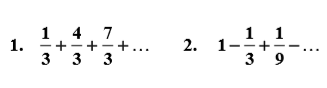 1. 1/3 + 4/3 + 7/3 + ... 2. 1 - 1/3 + 1/9 - ...